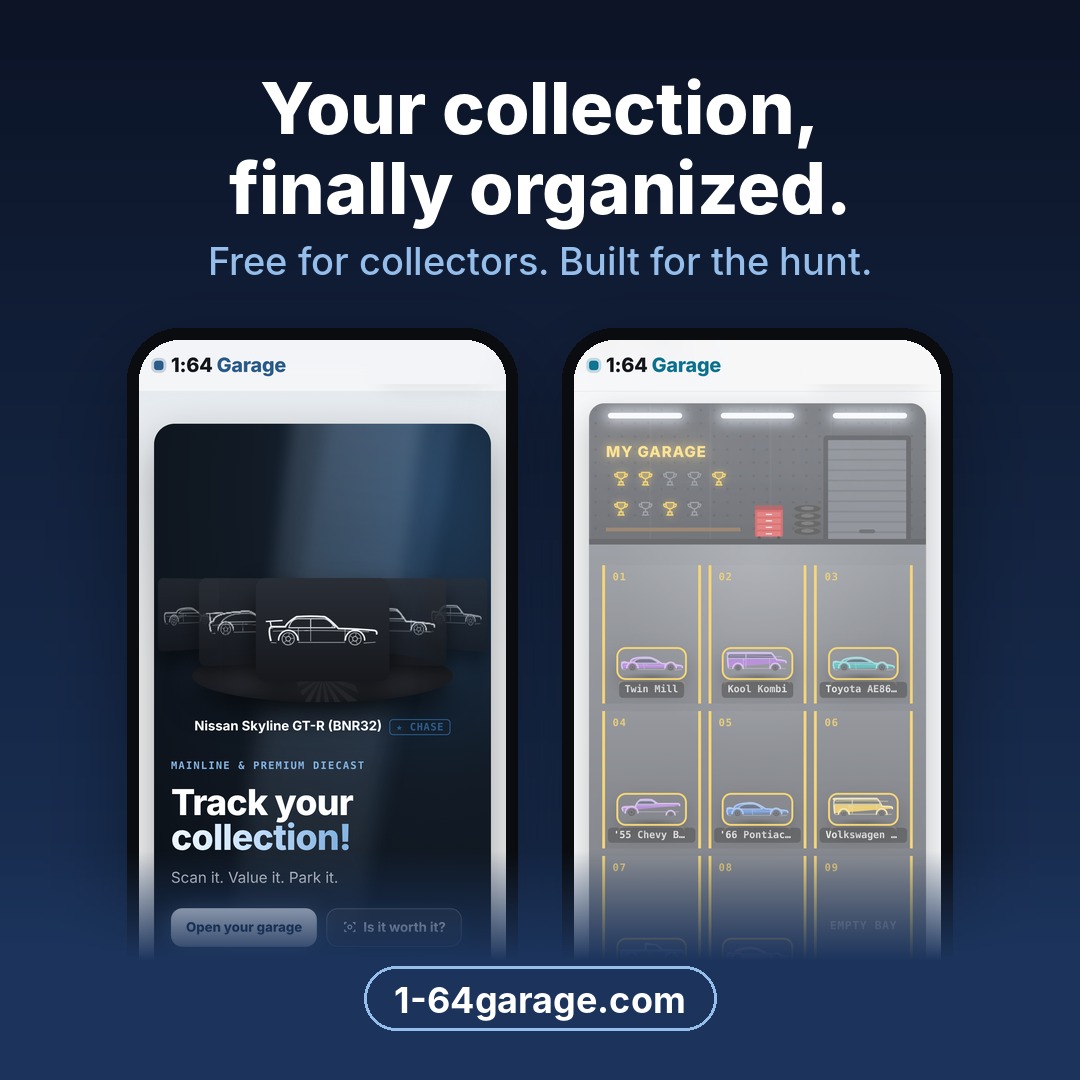 Your collection,
finally organized.
Free for collectors. Built for the hunt.
1:64 Garage
Nissan Skyline GT-R (BNR32)
★ CHASE
MAINLINE & PREMIUM DIECAST
Track your
collection!
Scan it. Value it. Park it.
Open your garage
Is it worth it?
1:64 Garage
MY GARAGE
01
02
03
Twin Mill
Kool Kombi
Toyota AE86…
04
05
06
'55 Chevy B…
'66 Pontiac…
Volkswagen …
07
08
09
EMPTY BAY
1-64garage.com